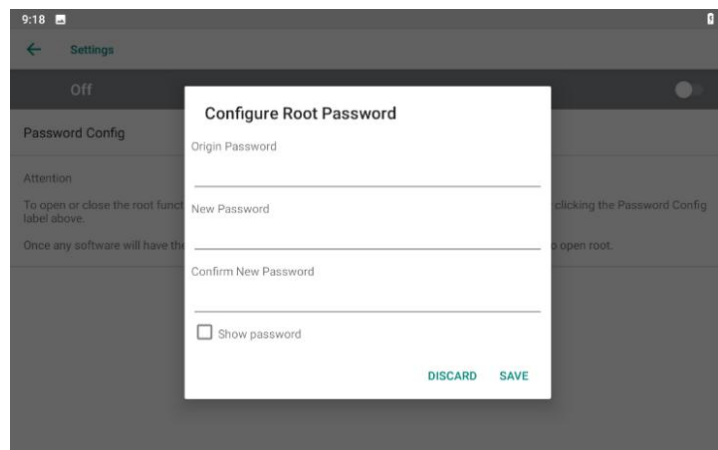 9:18
Settings
Off
Configure Root Password
Password Config
Origin Password
Attention
To open or close the root funct
clicking the Password Config
label above.
New Password
Once any software will have the
o open root.
Confirm New Password
Show password
DISCARD SAVE